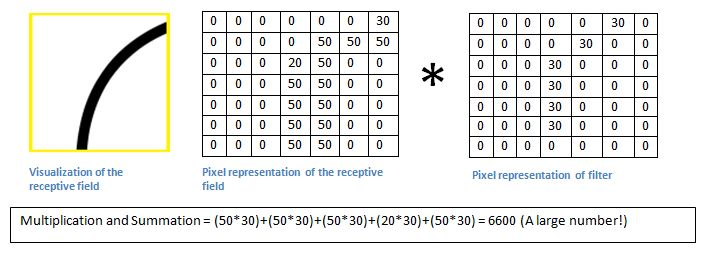 0 0 0 0 0 0 30
0 0 0 0 50 50 50
0 0 0 20 50 0 0
0 0 0 50 50 0 0
0 0 0 50 50 0 0
0 0 0 50 50 0 0
0 0 0 50 50 0 0
*
0 0 0 0 0 30 0
0 0 0 0 30 0 0
0 0 0 30 0 0 0
0 0 0 30 0 0 0
0 0 0 30 0 0 0
0 0 0 30 0 0 0
0 0 0 0 0 0 0
Visualization of the
receptive field
Pixel representation of the receptive
field
Pixel representation of filter
Multiplication and Summation = (50*30)+(50*30)+(50*30)+(20*30)+(50*30) = 6600 (A large number!)